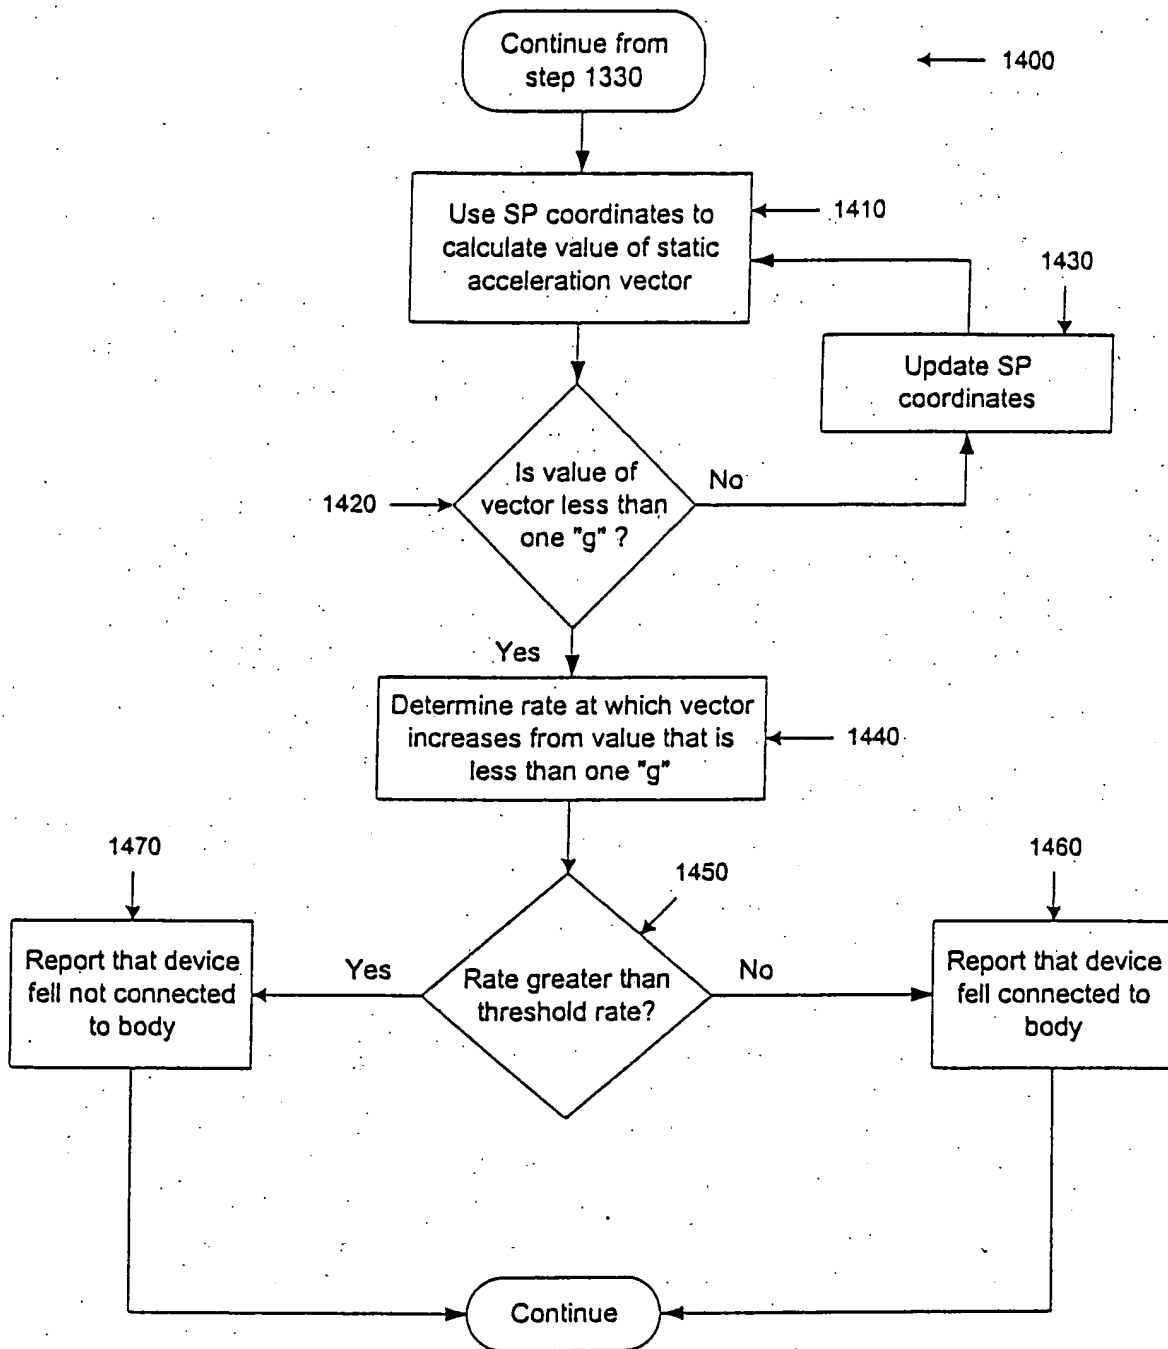 Continue from
step 1330
1400
Use SP coordinates to
calculate value of static
acceleration vector
1410
1430
Update SP
coordinates
Is value of
vector less than
one "g" ?
1420
No
Yes
Determine rate at which vector
increases from value that is
less than one "g"
1440
1470
1450
1460
Report that device
fell not connected
to body
Yes
Rate greater than
threshold rate?
No
Report that device
fell connected to
body
Continue